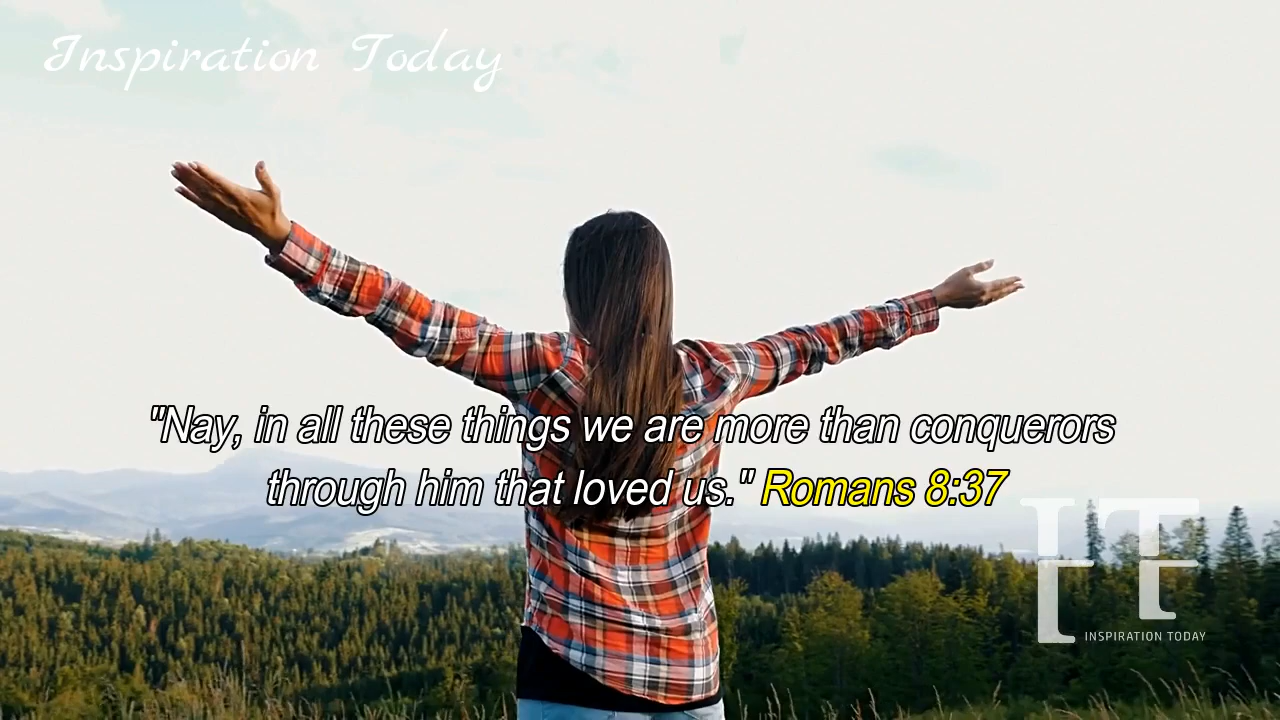 Inspiration Today
"Nay, in all these things we are more than conquerors
through him that loved us." Romans 8:37
IT
INSPIRATION TODAY